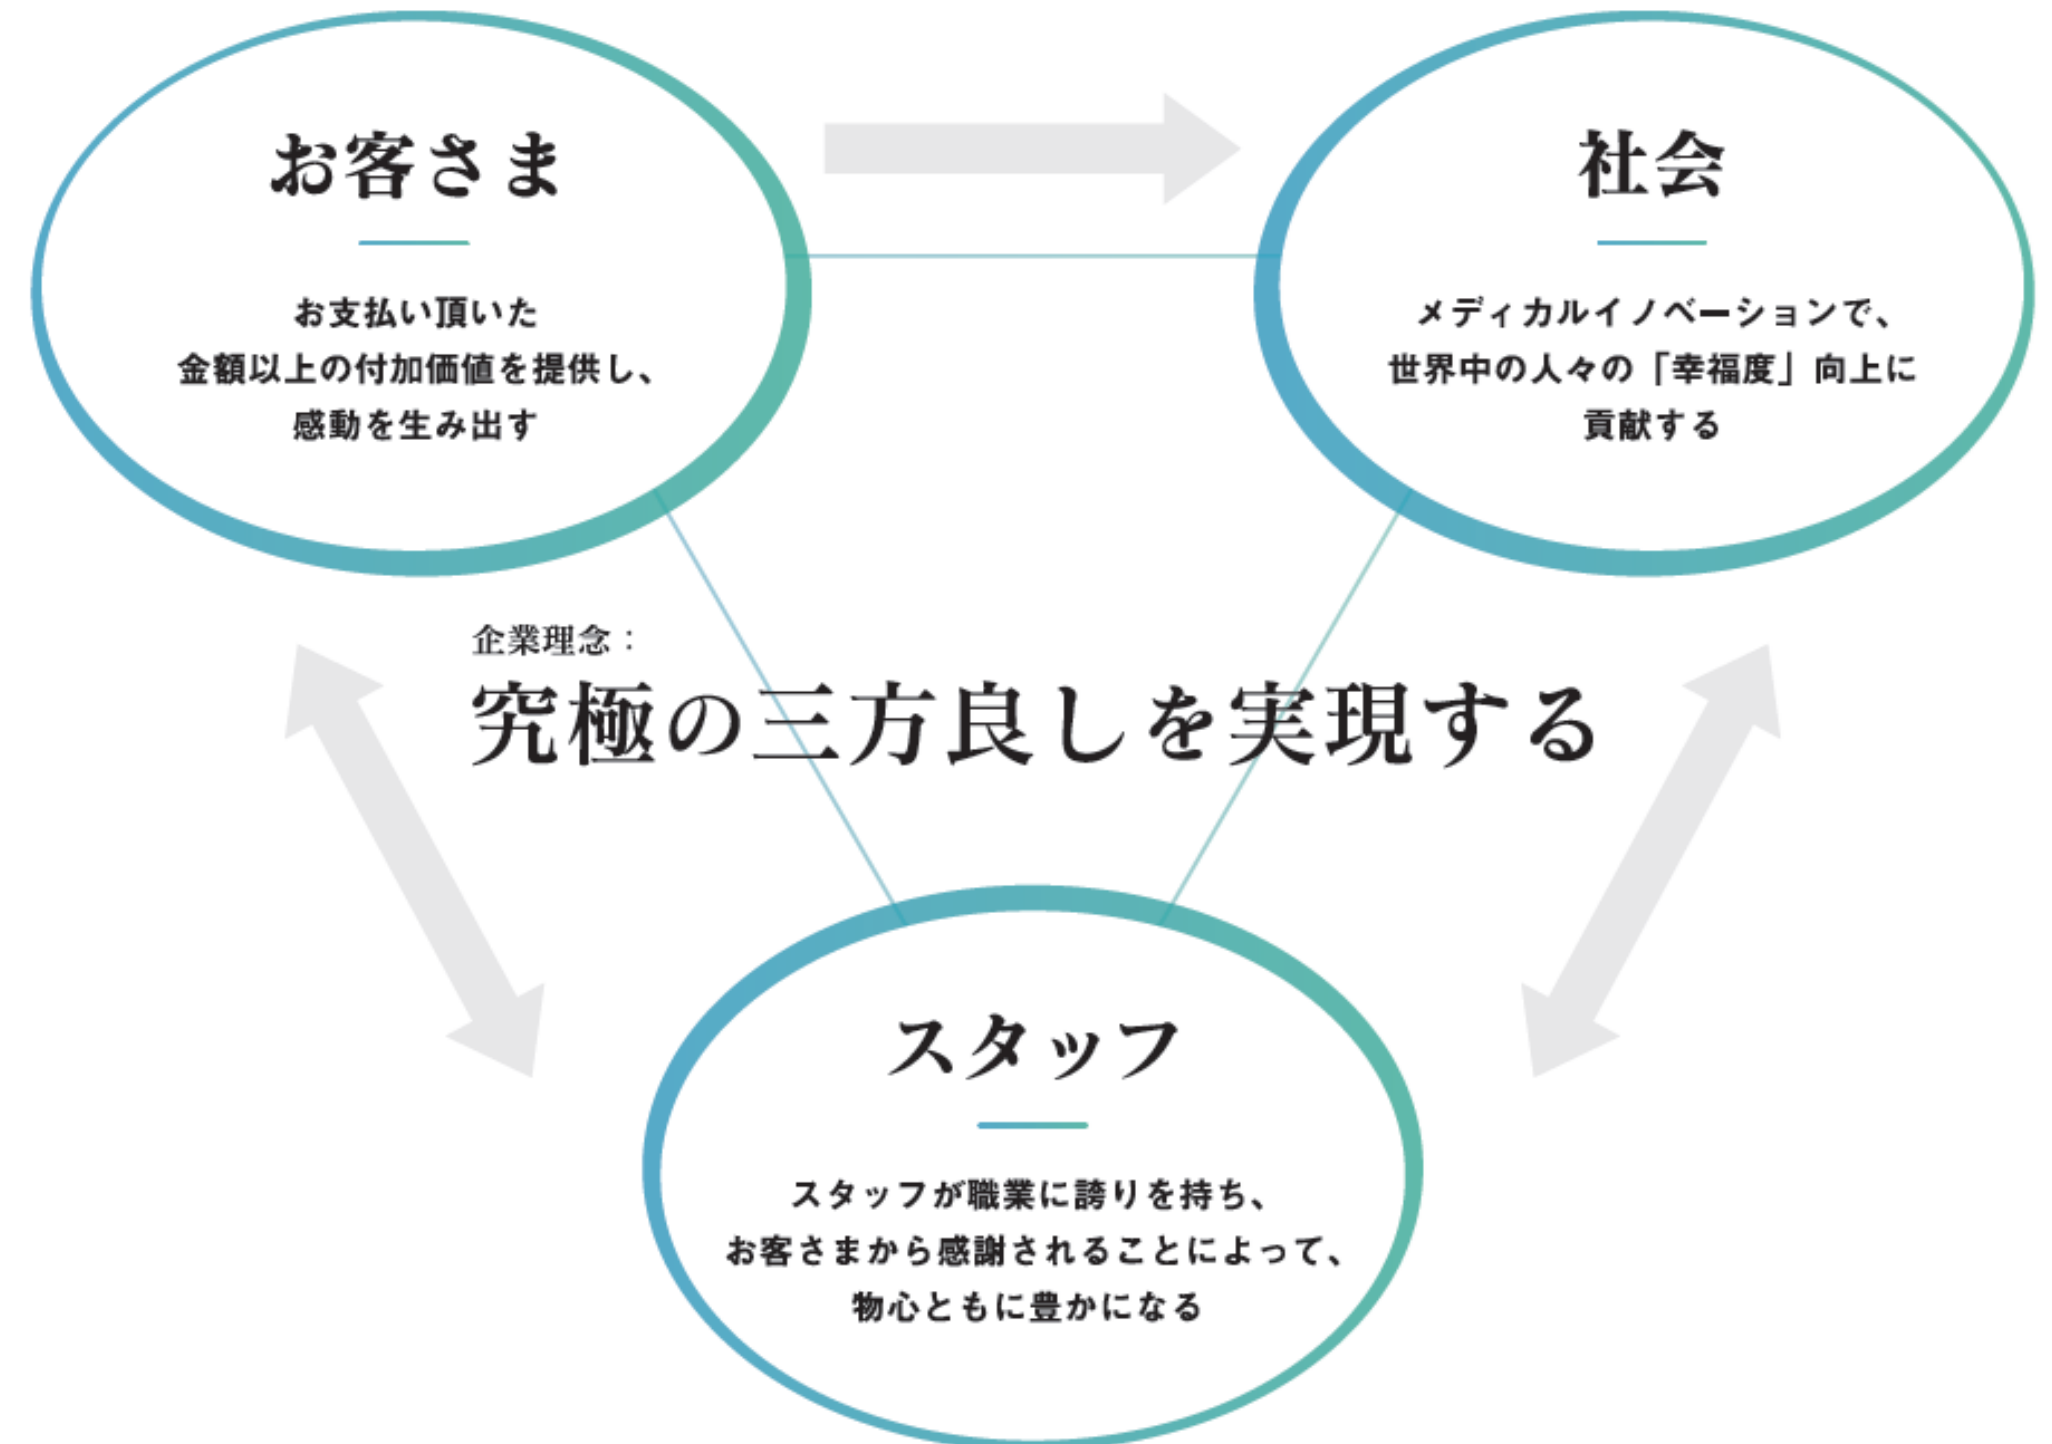 お客さま
お支払い頂いた
金額以上の付加価値を提供し、
感動を生み出す
社会
メディカルイノベーションで、
世界中の人々の「幸福度」向上に
貢献する
企業理念：
究極の三方良しを実現する
スタッフ
スタッフが職業に誇りを持ち、
お客さまから感謝されることによって、
物心ともに豊かになる